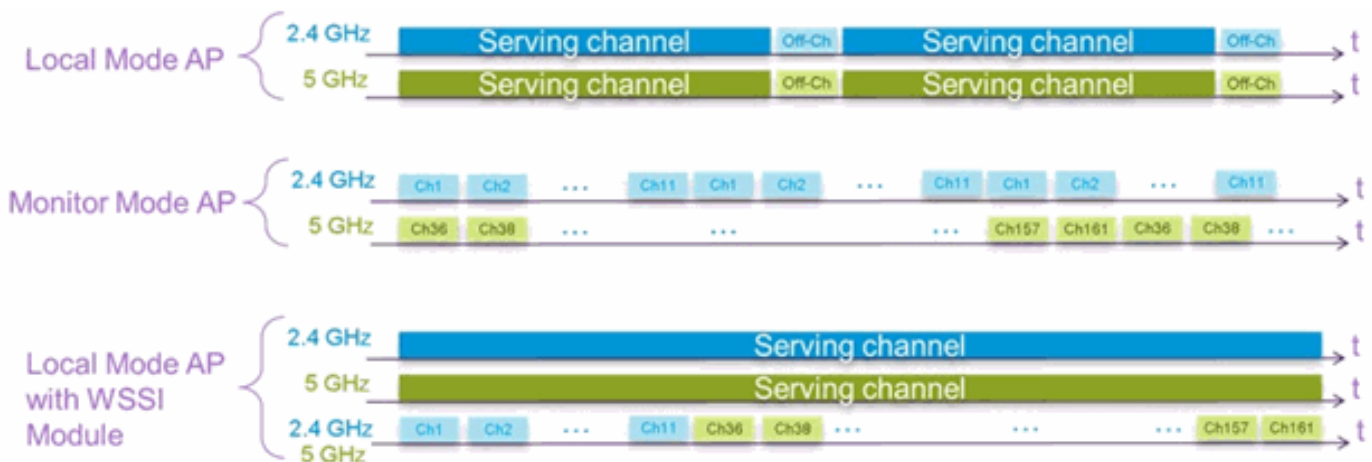 2.4 GHz Serving channel Off-Ch Serving channel Off-Ch t
Local Mode AP
5 GHz Serving channel Off-Ch Serving channel Off-Ch t
2.4 GHz Ch1 Ch2 ... Ch11 Ch1 Ch2 ... Ch11 Ch1 Ch2 ... Ch11 t
Monitor Mode AP
5 GHz Ch36 Ch38 ... ... ... Ch157 Ch161 Ch36 Ch38 ... t
2.4 GHz Serving channel t
Local Mode AP
with WSSI
Module
5 GHz Serving channel t
2.4 GHz Ch1 Ch2 ... Ch11 Ch36 Ch38 ... ... ... Ch157 Ch161 t
5 GHz